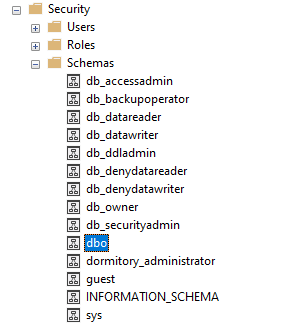 Security
Users
Roles
Schemas
db_accessadmin
db_backupoperator
db_datareader
db_datawriter
db_ddladmin
db_denydatareader
db_denydatawriter
db_owner
db_securityadmin
dbo
dormitory_administrator
guest
INFORMATION_SCHEMA
sys